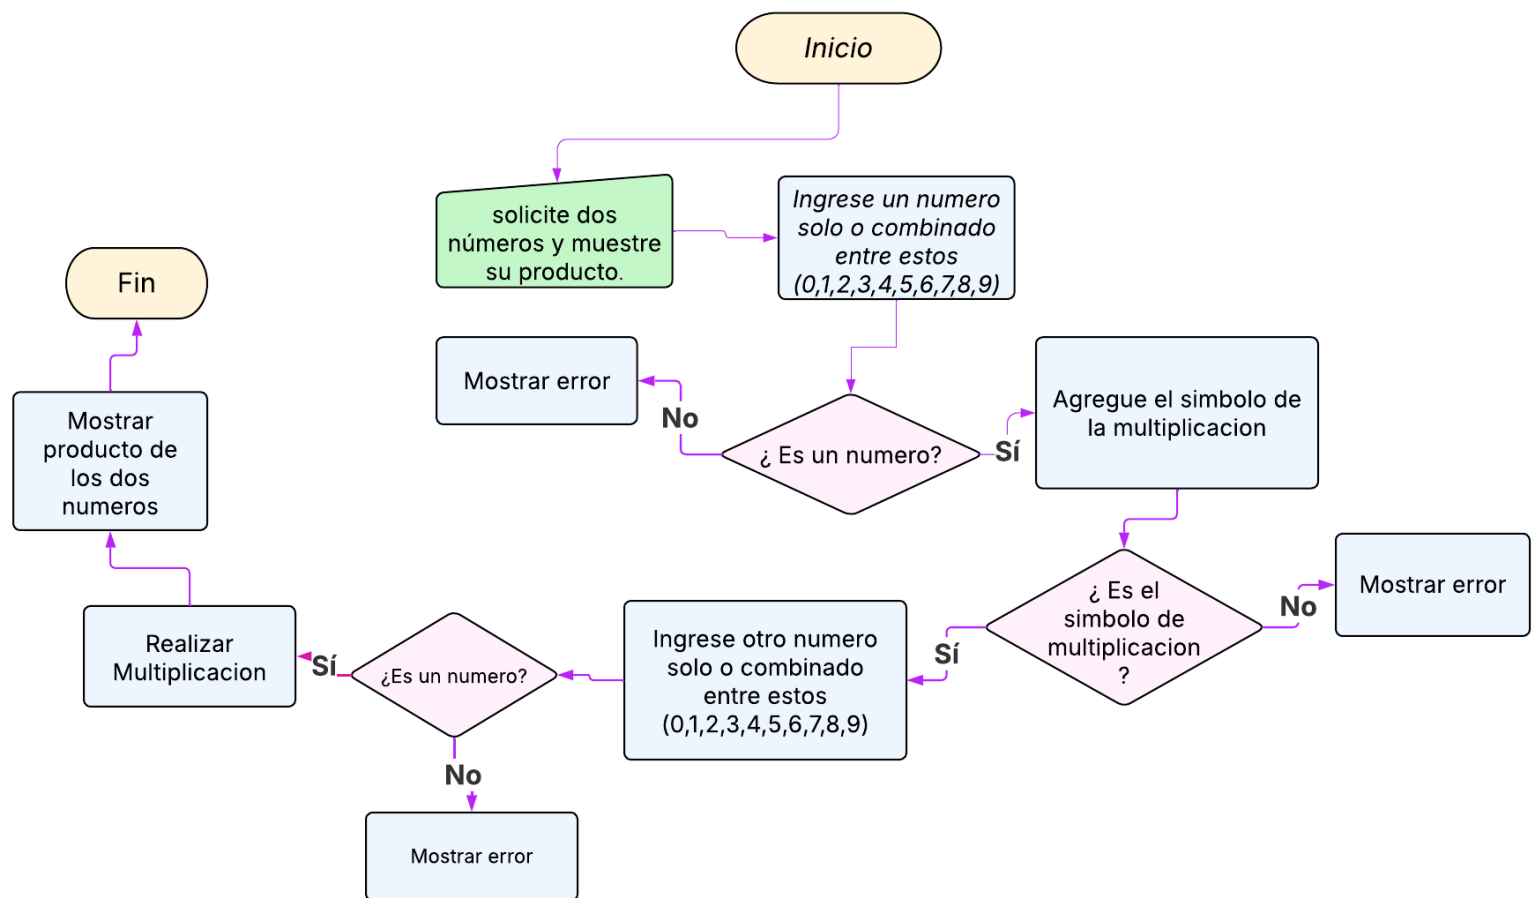 Inicio
solicite dos
números y muestre
su producto.
Ingrese un numero
solo o combinado
entre estos
(0,1,2,3,4,5,6,7,8,9)
Fin
Mostrar error
No
¿ Es un numero?
Sí
Agregue el simbolo de
la multiplicacion
Mostrar
producto de
los dos
numeros
¿ Es el
simbolo de
multiplicacion
?
No
Mostrar error
Sí
Ingrese otro numero
solo o combinado
entre estos
(0,1,2,3,4,5,6,7,8,9)
¿Es un numero?
Sí
Realizar
Multiplicacion
No
Mostrar error